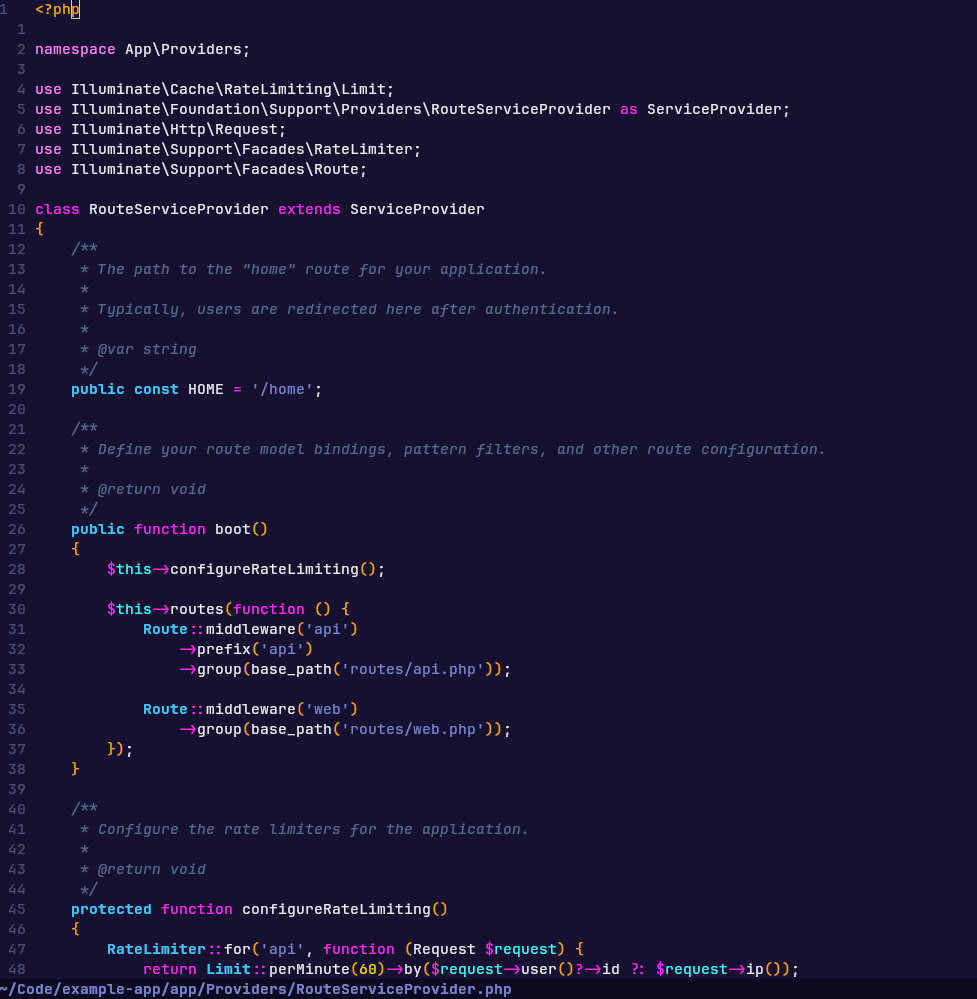 1   <?php
  1
  2 namespace App\Providers;
  3
  4 use Illuminate\Cache\RateLimiting\Limit;
  5 use Illuminate\Foundation\Support\Providers\RouteServiceProvider as ServiceProvider;
  6 use Illuminate\Http\Request;
  7 use Illuminate\Support\Facades\RateLimiter;
  8 use Illuminate\Support\Facades\Route;
  9
 10 class RouteServiceProvider extends ServiceProvider
 11 {
 12     /**
 13      * The path to the "home" route for your application.
 14      *
 15      * Typically, users are redirected here after authentication.
 16      *
 17      * @var string
 18      */
 19     public const HOME = '/home';
 20
 21     /**
 22      * Define your route model bindings, pattern filters, and other route configuration.
 23      *
 24      * @return void
 25      */
 26     public function boot()
 27     {
 28         $this->configureRateLimiting();
 29
 30         $this->routes(function () {
 31             Route::middleware('api')
 32                 ->prefix('api')
 33                 ->group(base_path('routes/api.php'));
 34
 35             Route::middleware('web')
 36                 ->group(base_path('routes/web.php'));
 37         });
 38     }
 39
 40     /**
 41      * Configure the rate limiters for the application.
 42      *
 43      * @return void
 44      */
 45     protected function configureRateLimiting()
 46     {
 47         RateLimiter::for('api', function (Request $request) {
 48             return Limit::perMinute(60)->by($request->user()?->id ?: $request->ip());
~/Code/example-app/app/Providers/RouteServiceProvider.php